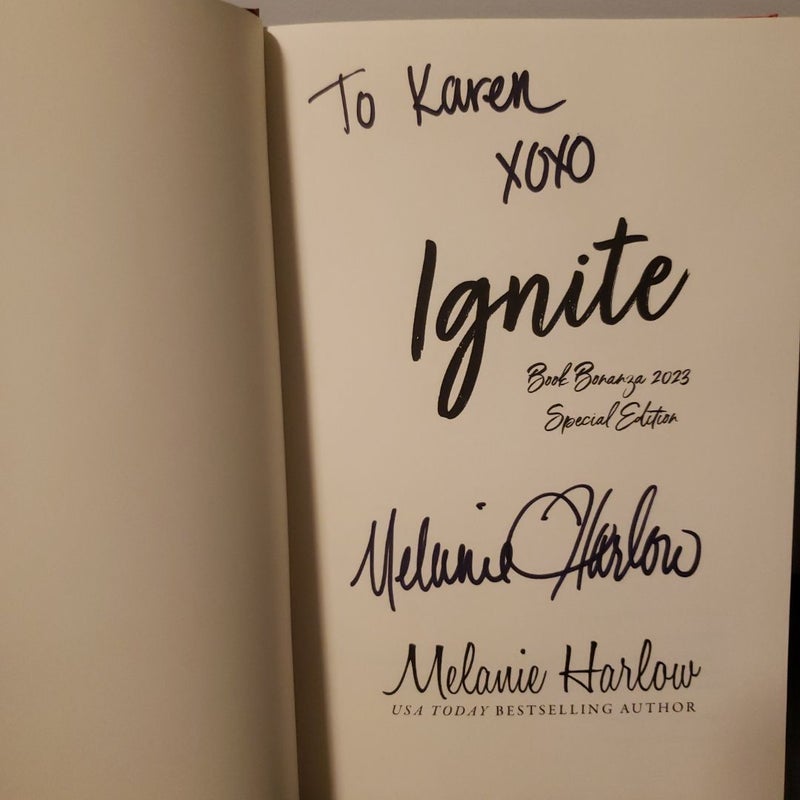 To Karen
XOXO
Ignite
Book Bonanza 2023
Special Edition
Melanie Harlow
Melanie Harlow
USA TODAY BESTSELLING AUTHOR